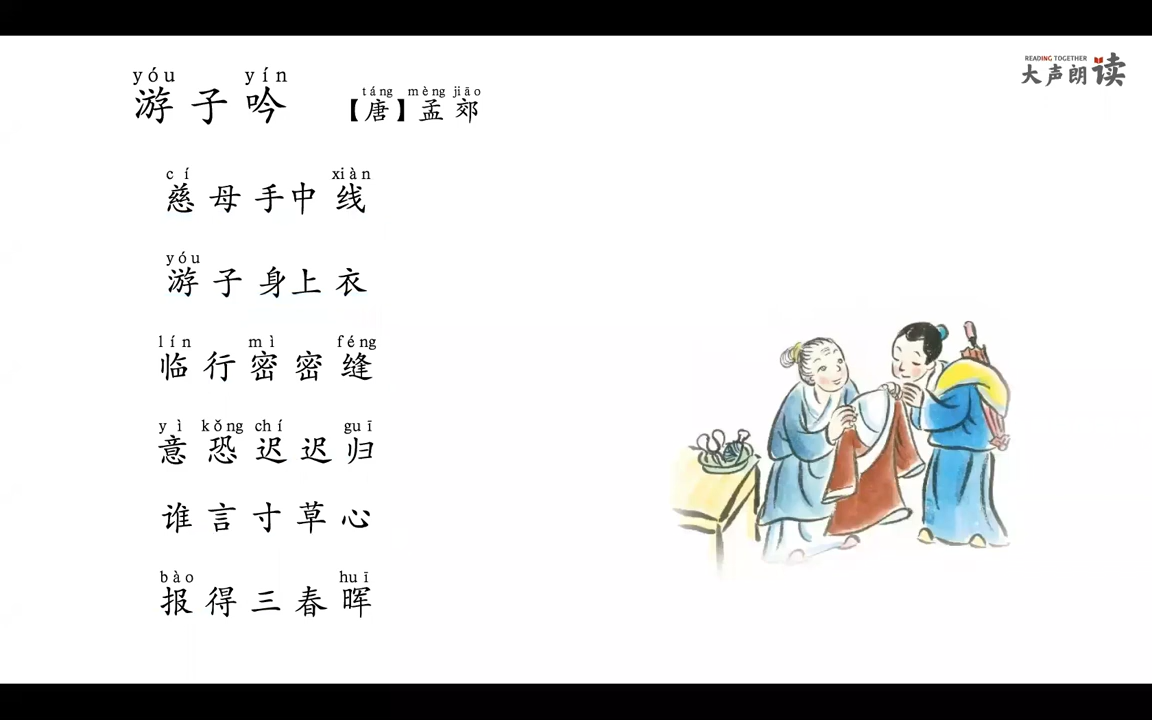 READING TOGETHER
大声朗读
yóu yín
游子吟
táng mèng jiāo
【唐】孟郊
cí xiàn
慈母手中线
yóu
游子身上衣
lín mì féng
临行密密缝
yì kǒng chí guī
意恐迟迟归
谁言寸草心
bào huī
报得三春晖